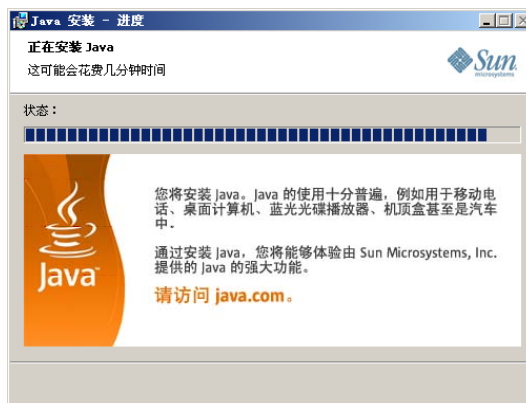 Java 安装 - 进度
正在安装 Java
这可能会花费几分钟时间
Sun
microsystems
状态：
您将安装 Java。Java 的使用十分普遍，例如用于移动电
话、桌面计算机、蓝光光碟播放器、机顶盒甚至是汽车
中.
通过安装 Java，您将能够体验由 Sun Microsystems, Inc.
提供的 Java 的强大功能。
请访问 java.com。
Java